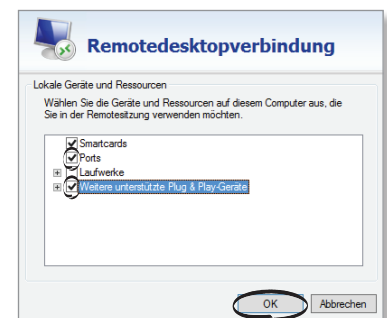 Remotedesktopverbindung
Lokale Geräte und Ressourcen
Wählen Sie die Geräte und Ressourcen auf diesem Computer aus, die
Sie in der Remotesitzung verwenden möchten.
Smartcards
Ports
Laufwerke
Weitere unterstützte Plug & Play-Geräte
OK
Abbrechen